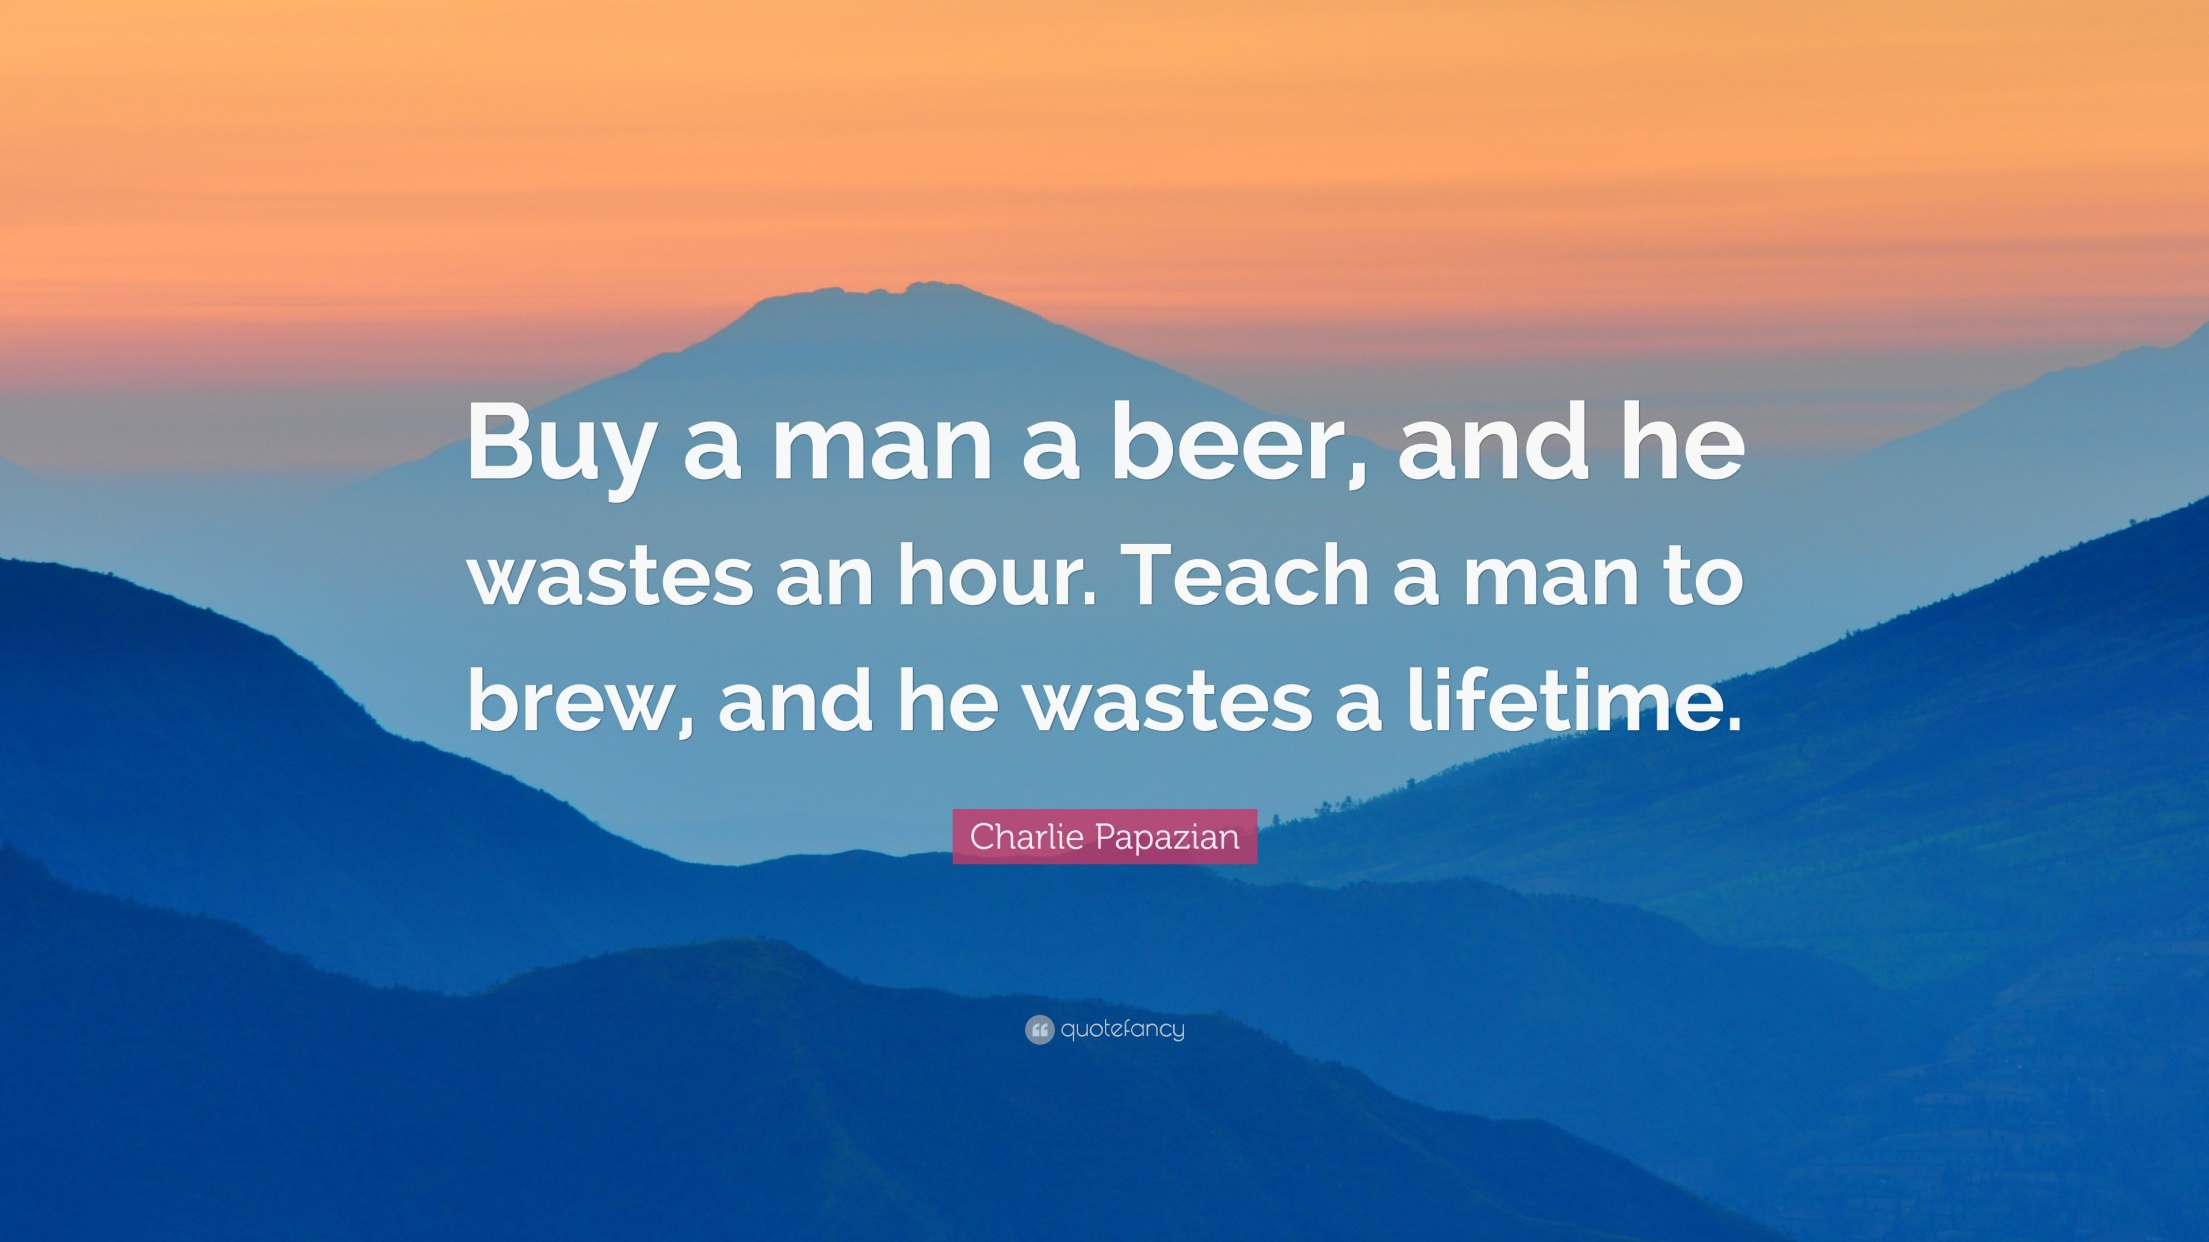 Buy a man a beer, and he
wastes an hour. Teach a man to
brew, and he wastes a lifetime.
Charlie Papazian
quotefancy